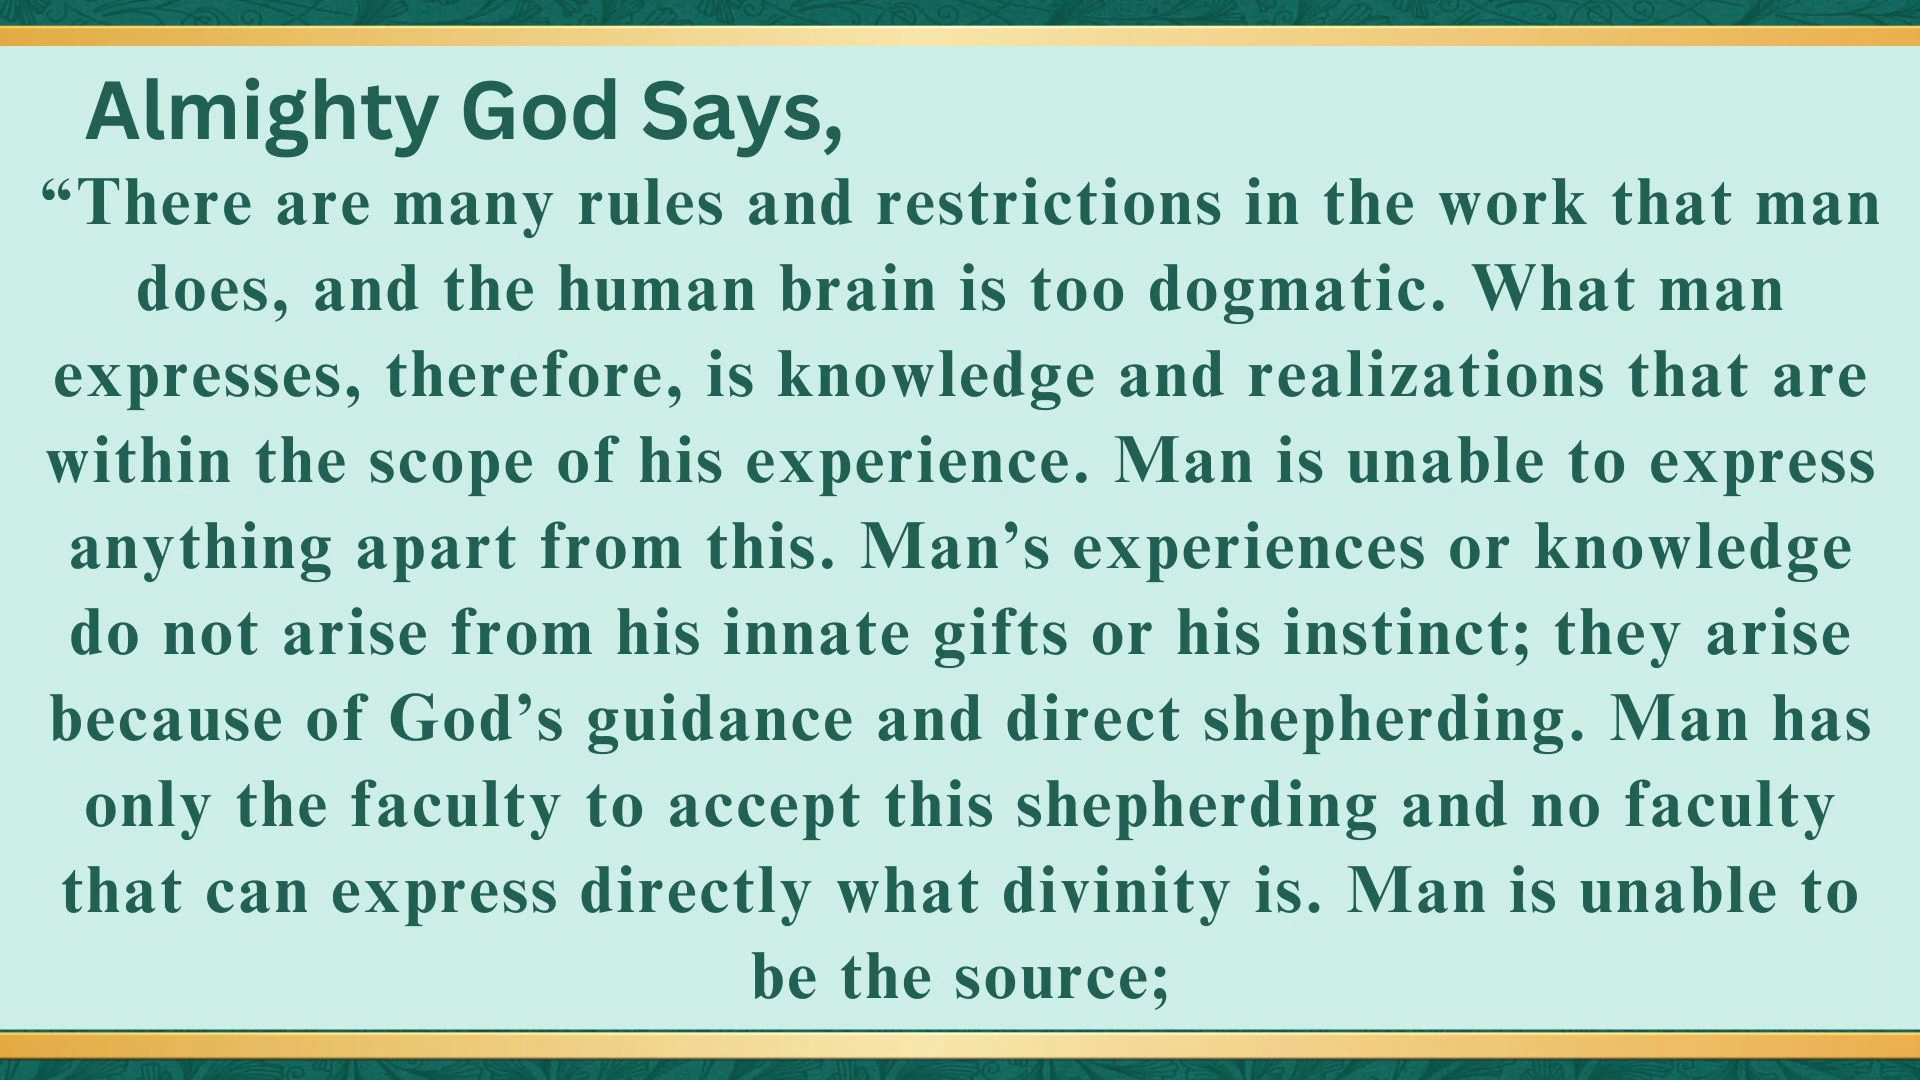 Almighty God Says,
“There are many rules and restrictions in the work that man
does, and the human brain is too dogmatic. What man
expresses, therefore, is knowledge and realizations that are
within the scope of his experience. Man is unable to express
anything apart from this. Man’s experiences or knowledge
do not arise from his innate gifts or his instinct; they arise
because of God’s guidance and direct shepherding. Man has
only the faculty to accept this shepherding and no faculty
that can express directly what divinity is. Man is unable to
be the source;